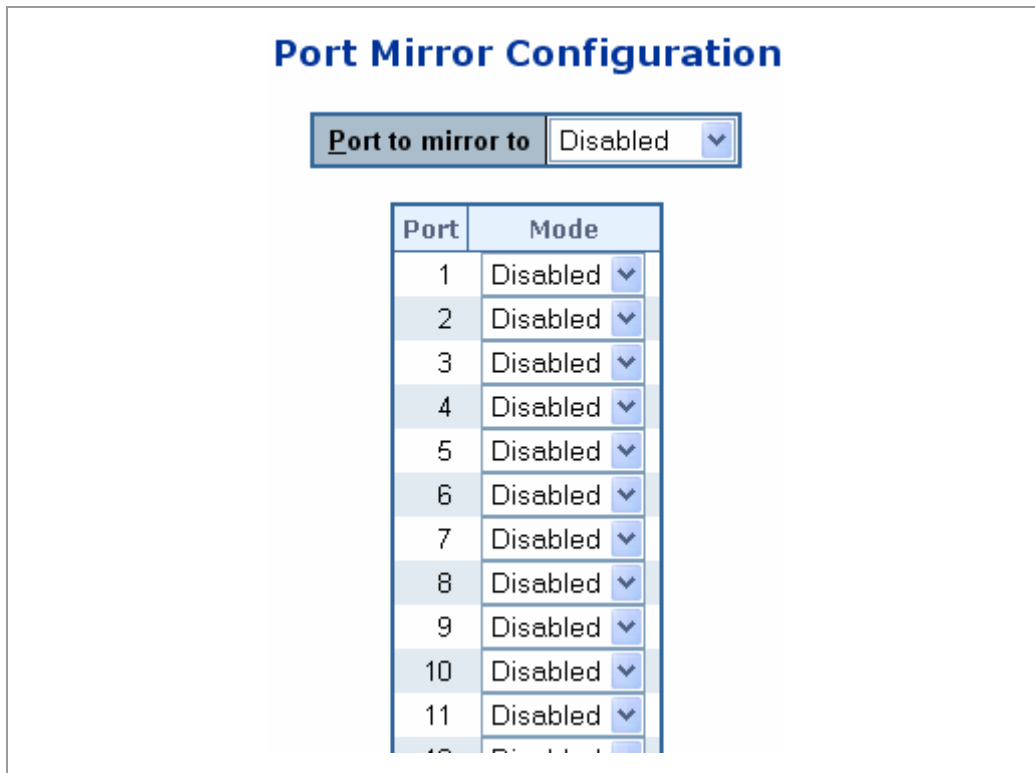 Port Mirror Configuration
Port to mirror to Disabled
Port Mode
1 Disabled
2 Disabled
3 Disabled
4 Disabled
5 Disabled
6 Disabled
7 Disabled
8 Disabled
9 Disabled
10 Disabled
11 Disabled